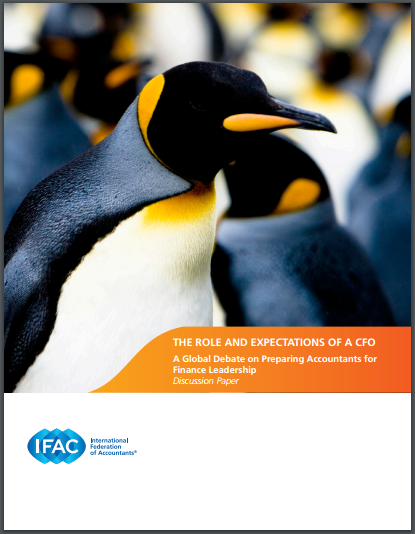 THE ROLE AND EXPECTATIONS OF A CFO
A Global Debate on Preparing Accountants for
Finance Leadership
Discussion Paper
IFAC
International
Federation
of Accountants®